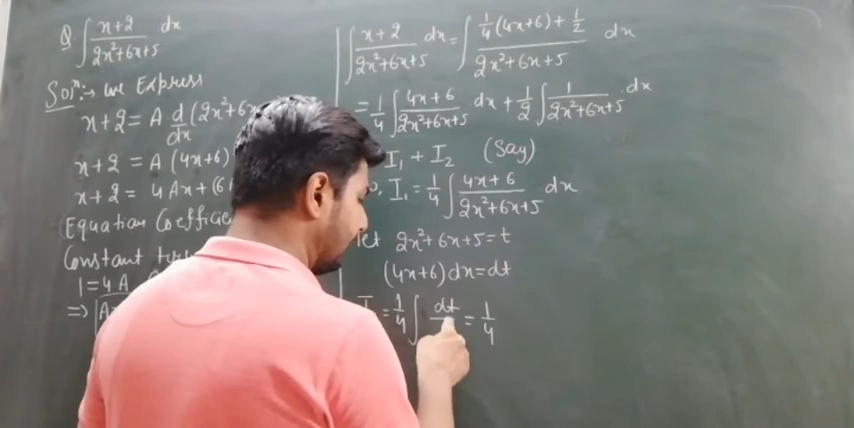 Q. ∫ x+2 / 2x²+6x+5 dx
Solⁿ:→ we Express
x+2 = A d/dx (2x²+6x
x+2 = A (4x+6)
x+2 = 4Ax + (6
Equation
Constant
1 = 4A
⇒ A
∫ x+2 / 2x²+6x+5 dx = ∫ 1/4 (4x+6) + 1/2 / 2x²+6x+5 dx
= 1/4 ∫ 4x+6 / 2x²+6x+5 dx + 1/2 ∫ 1 / 2x²+6x+5 dx
I₁ + I₂ (Say)
, I₁ = 1/4 ∫ 4x+6 / 2x²+6x+5 dx
let 2x²+6x+5 = t
(4x+6) dx = dt
= 1/4 ∫ dt = 1/4